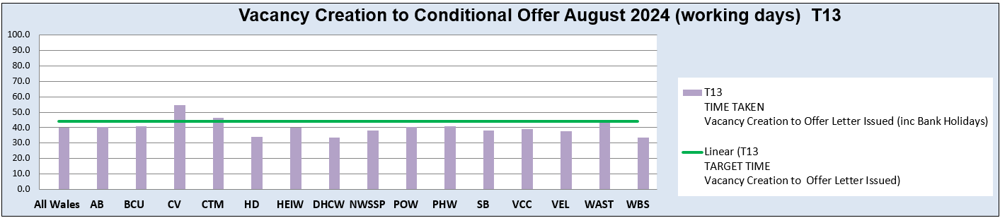 Vacancy Creation to Conditional Offer August 2024 (working days)  T13
100.0
90.0
80.0
70.0
60.0
50.0
40.0
30.0
20.0
10.0
0.0
All Wales AB BCU CV CTM HD HEIW DHCW NWSSP POW PHW SB VCC VEL WAST WBS
T13
TIME TAKEN
Vacancy Creation to Offer Letter Issued (inc Bank Holidays)
Linear (T13
TARGET TIME
Vacancy Creation to  Offer Letter Issued)